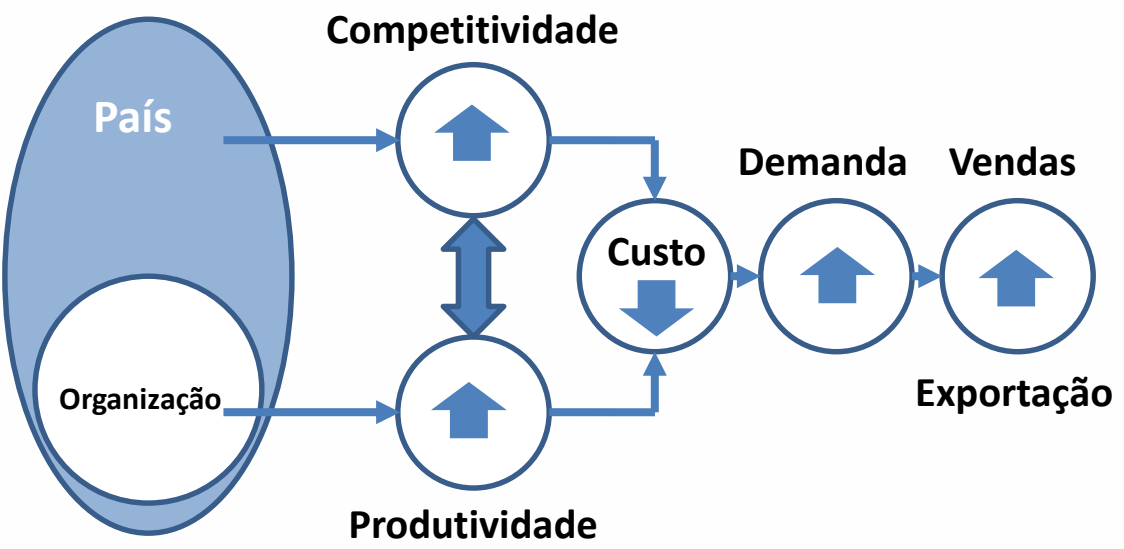 Competitividade
País
Demanda
Vendas
Custo
Organização
Exportação
Produtividade